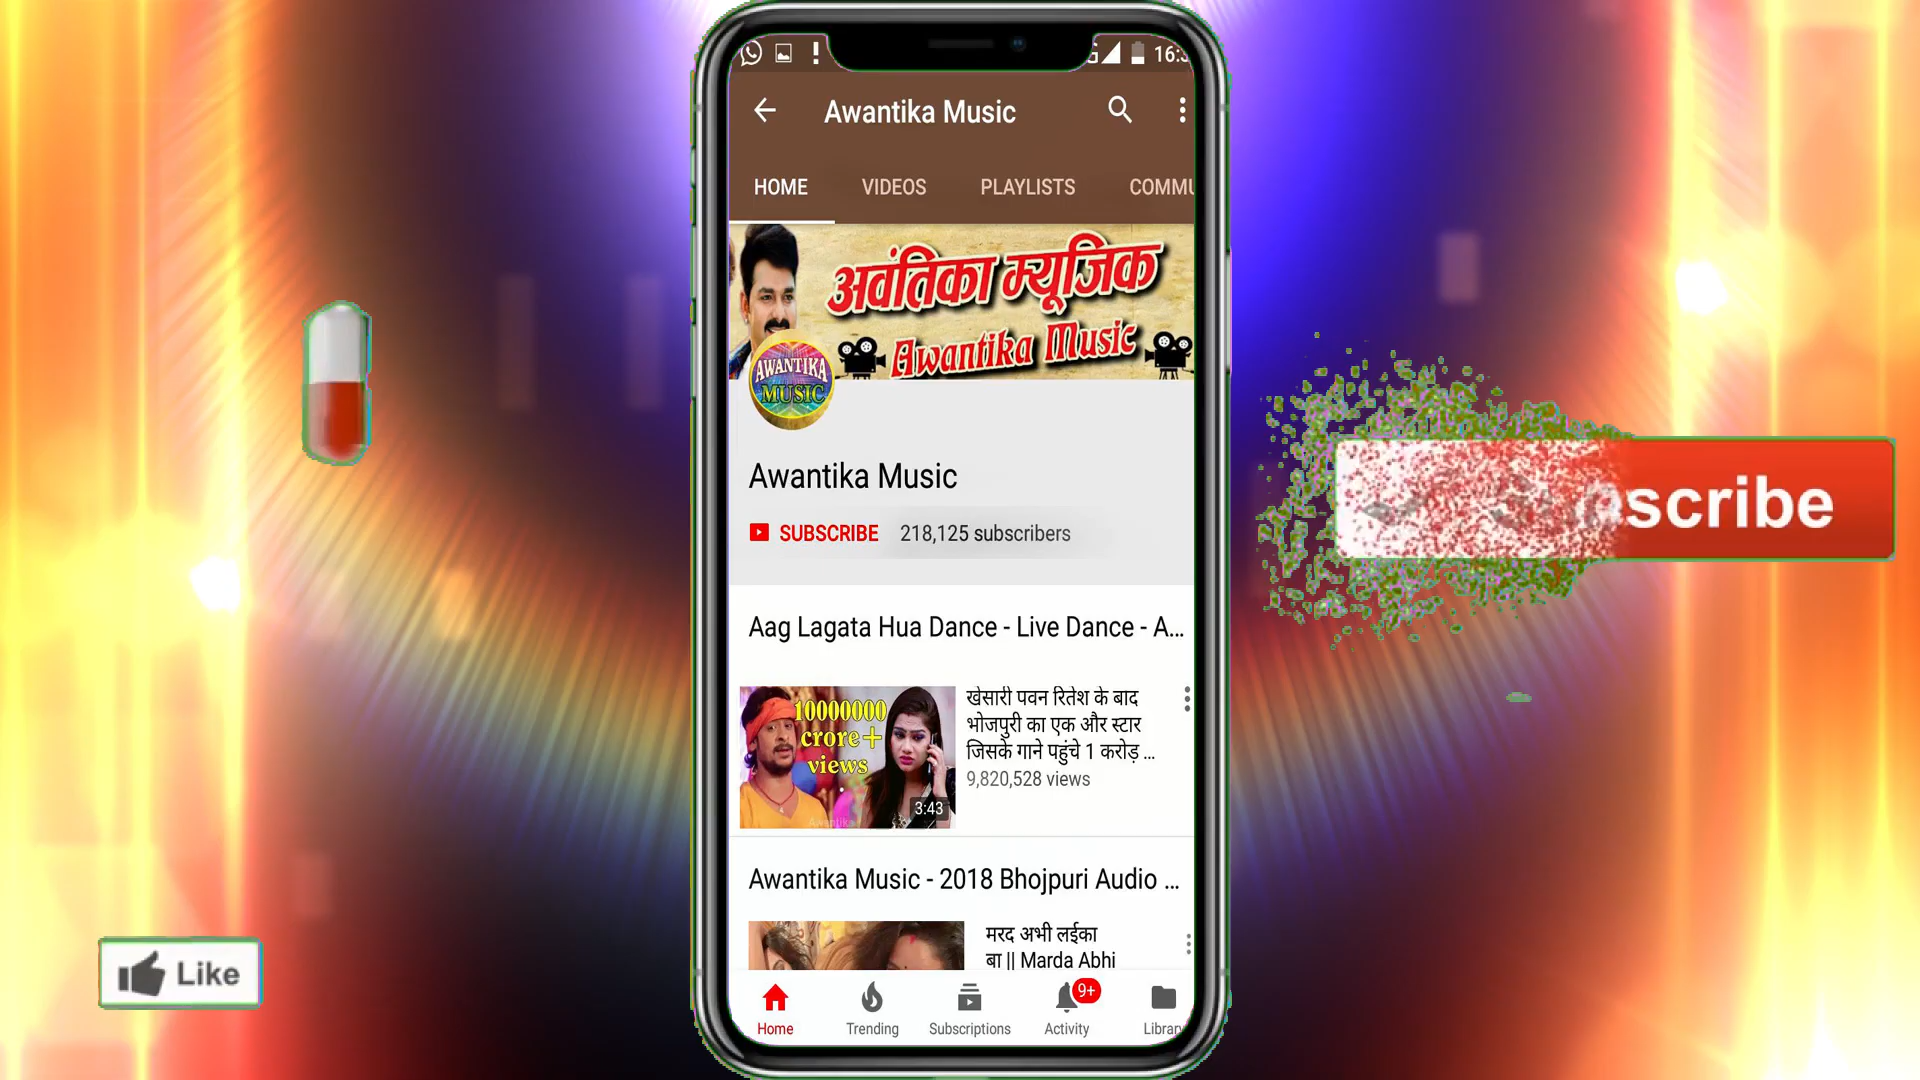 16:
Awantika Music
HOME VIDEOS PLAYLISTS COMMU
अवंतिका म्यूजिक
Awantika Music
AWANTIKA
MUSIC
Awantika Music
SUBSCRIBE 218,125 subscribers
scribe
Aag Lagata Hua Dance - Live Dance - A...
10000000
crore+
views
3:43
Awantika
खेसारी पवन रितेश के बाद
भोजपुरी का एक और स्टार
जिसके गाने पहुंचे 1 करोड़ ...
9,820,528 views
Awantika Music - 2018 Bhojpuri Audio ...
मरद अभी लईका
बा || Marda Abhi
Like
9+
Home Trending Subscriptions Activity Library